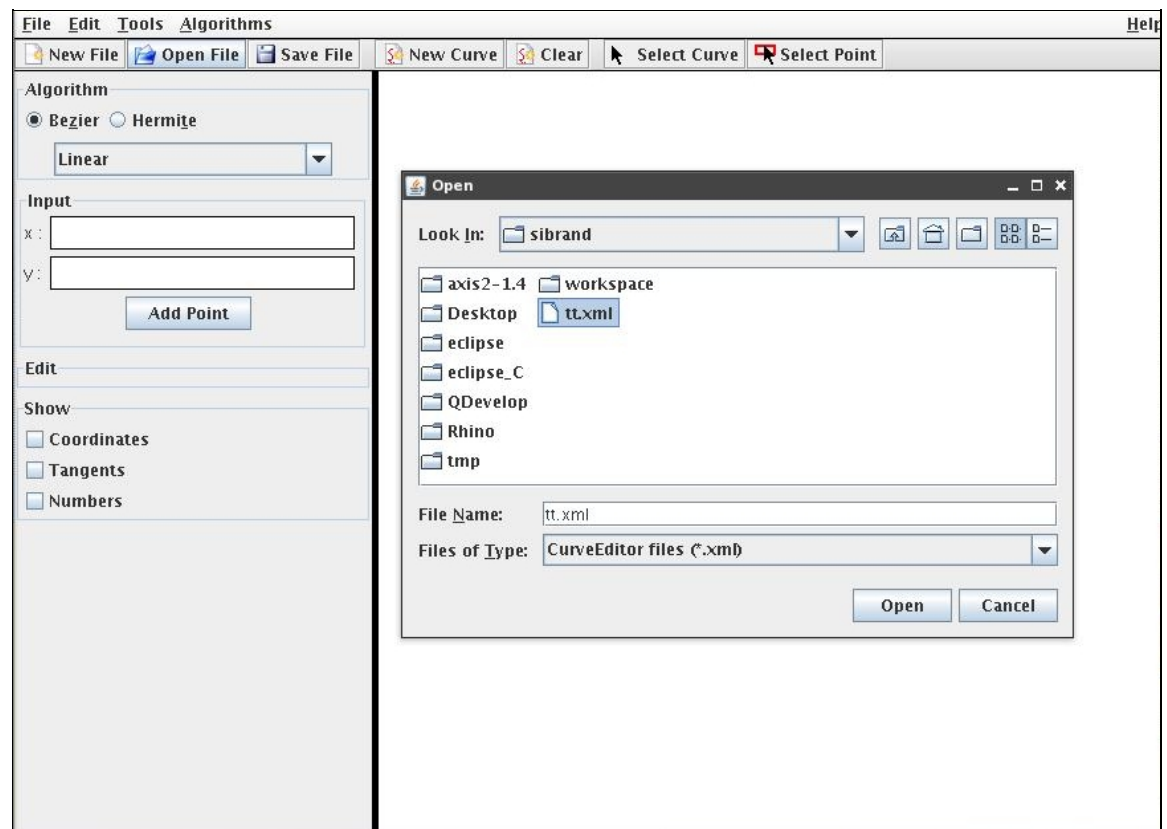 File Edit Tools Algorithms Help
New File Open File Save File New Curve Clear Select Curve Select Point
Algorithm
Bezier Hermite
Linear
Input
x :
y :
Add Point
Edit
Show
Coordinates
Tangents
Numbers
Open
Look In: sibrand
axis2-1.4 workspace
Desktop tt.xml
eclipse
eclipse_C
QDevelop
Rhino
tmp
File Name: tt.xml
Files of Type: CurveEditor files (*.xml)
Open Cancel